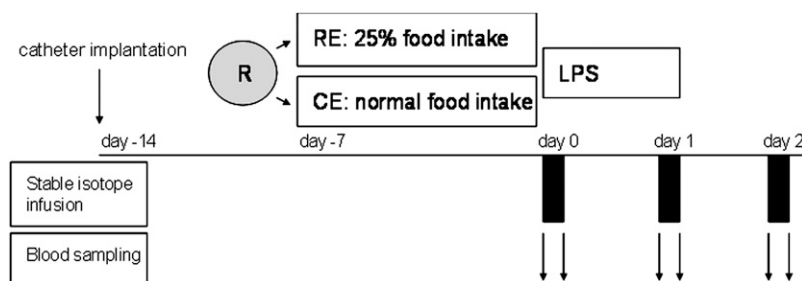 catheter implantation
R
RE: 25% food intake
CE: normal food intake
LPS
day -14
day -7
day 0
day 1
day 2
Stable isotope
infusion
Blood sampling